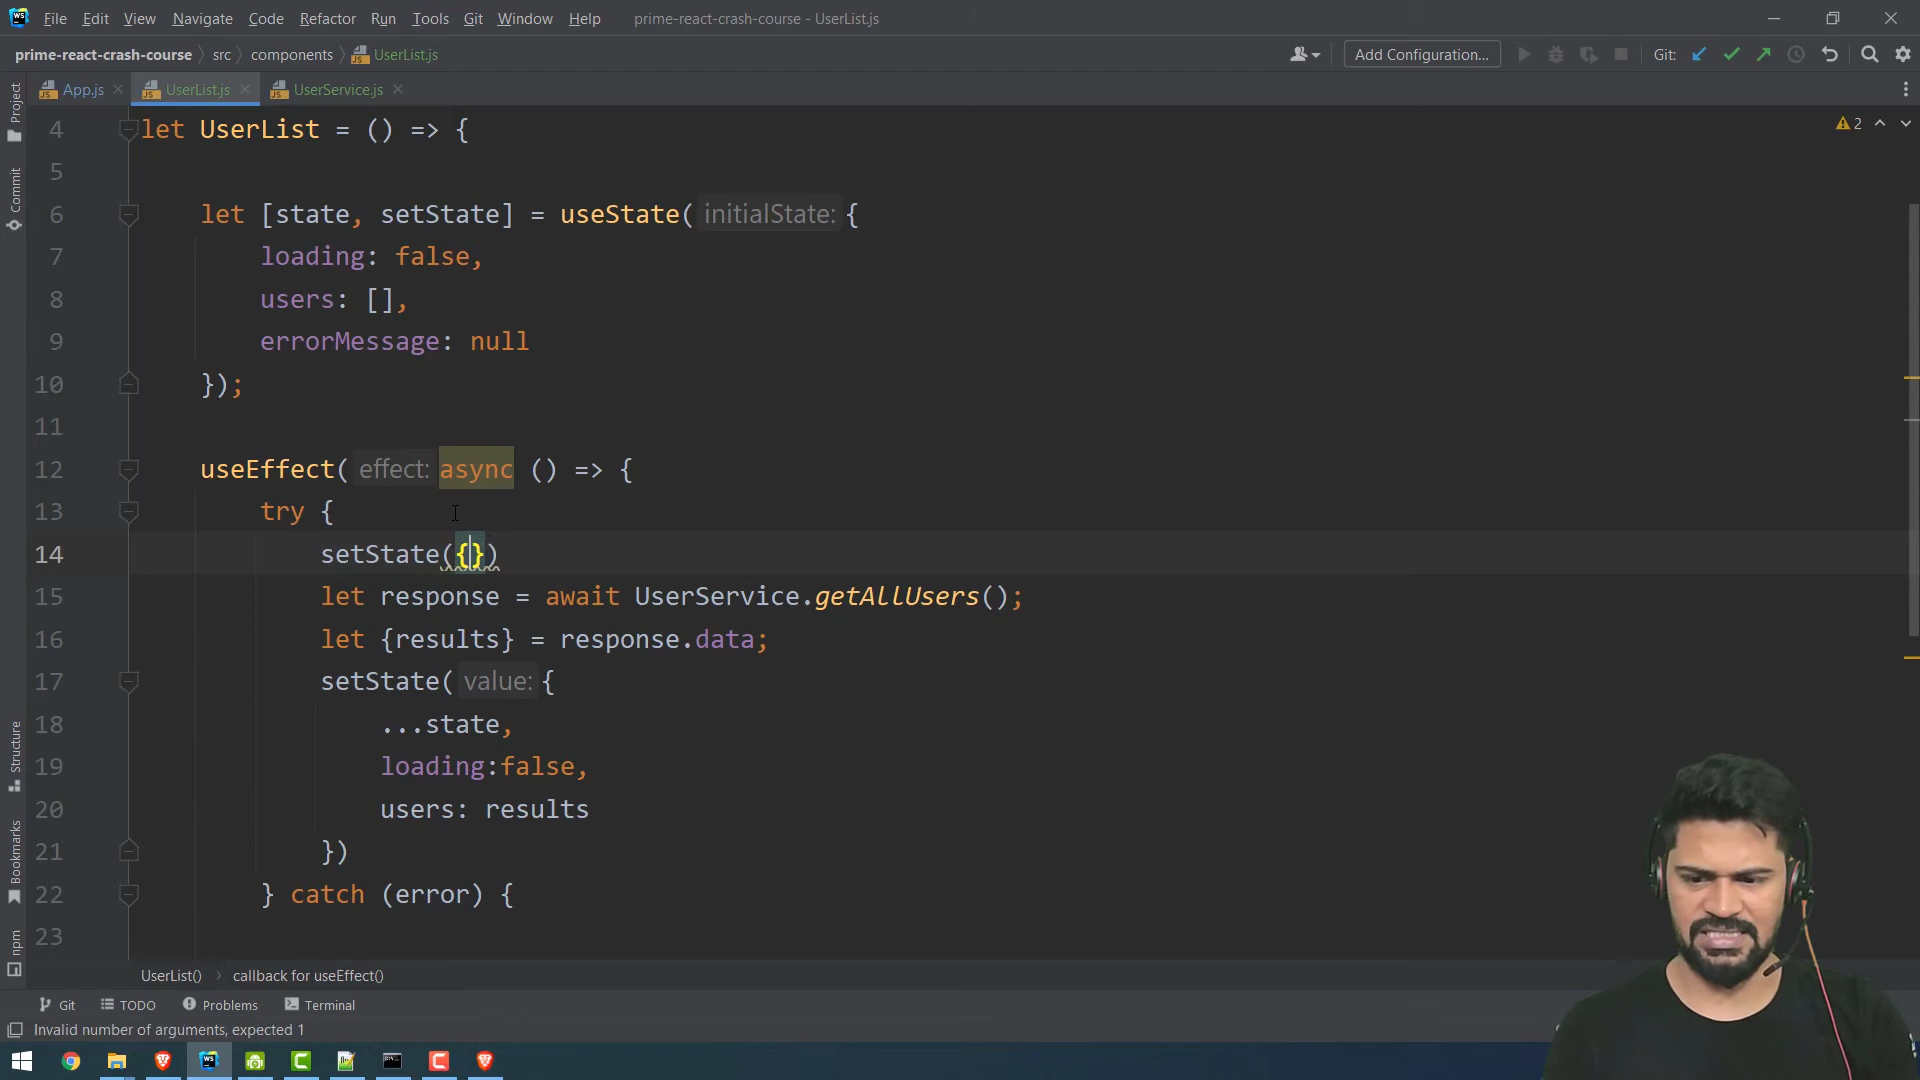 File Edit View Navigate Code Refactor Run Tools Git Window Help prime-react-crash-course - UserList.js
prime-react-crash-course src components UserList.js Add Configuration... Git:
App.js UserList.js UserService.js
4 let UserList = () => {
5
6 let [state, setState] = useState( initialState: {
7 loading: false,
8 users: [],
9 errorMessage: null
10 });
11
12 useEffect( effect: async () => {
13 try {
14 setState({})
15 let response = await UserService.getAllUsers();
16 let {results} = response.data;
17 setState( value: {
18 ...state,
19 loading:false,
20 users: results
21 })
22 } catch (error) {
23
2
Project
Commit
Structure
Bookmarks
npm
UserList() callback for useEffect()
Git TODO Problems Terminal
Invalid number of arguments, expected 1